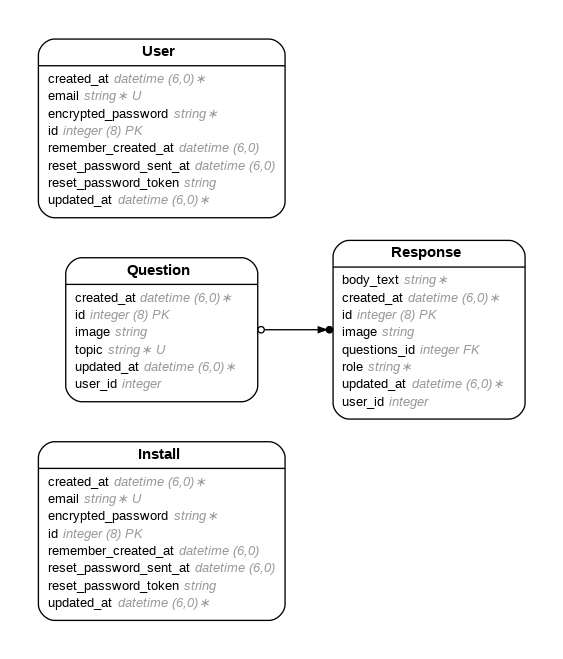 User
created_at datetime (6,0)∗
email string∗ U
encrypted_password string∗
id integer (8) PK
remember_created_at datetime (6,0)
reset_password_sent_at datetime (6,0)
reset_password_token string
updated_at datetime (6,0)∗
Question
created_at datetime (6,0)∗
id integer (8) PK
image string
topic string∗ U
updated_at datetime (6,0)∗
user_id integer
Response
body_text string∗
created_at datetime (6,0)∗
id integer (8) PK
image string
questions_id integer FK
role string∗
updated_at datetime (6,0)∗
user_id integer
Install
created_at datetime (6,0)∗
email string∗ U
encrypted_password string∗
id integer (8) PK
remember_created_at datetime (6,0)
reset_password_sent_at datetime (6,0)
reset_password_token string
updated_at datetime (6,0)∗